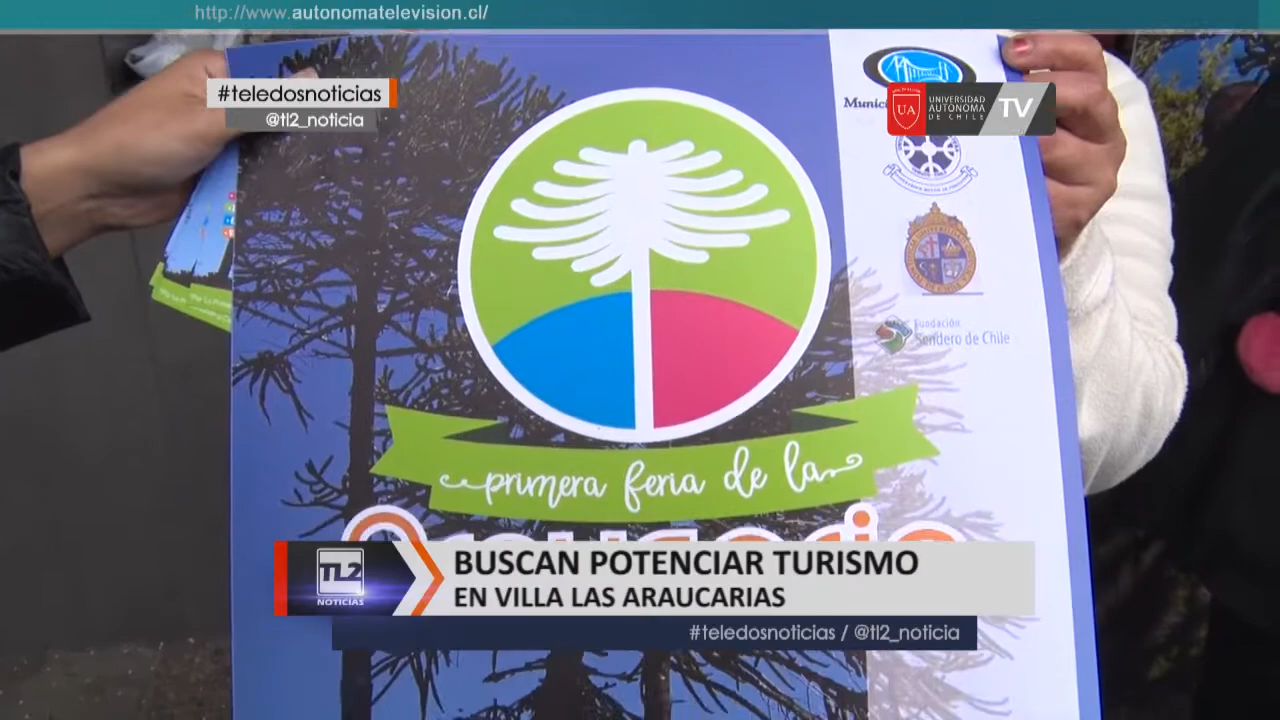 http://www.autonomatelevision.cl/
#teledosnoticias
@tl2_noticia
UA
UNIVERSIDAD
AUTÓNOMA
DE CHILE
TV
Fundación
Sendero de Chile
primera feria de la
TL2
NOTICIAS
BUSCAN POTENCIAR TURISMO
EN VILLA LAS ARAUCARIAS
#teledosnoticias / @tl2_noticia